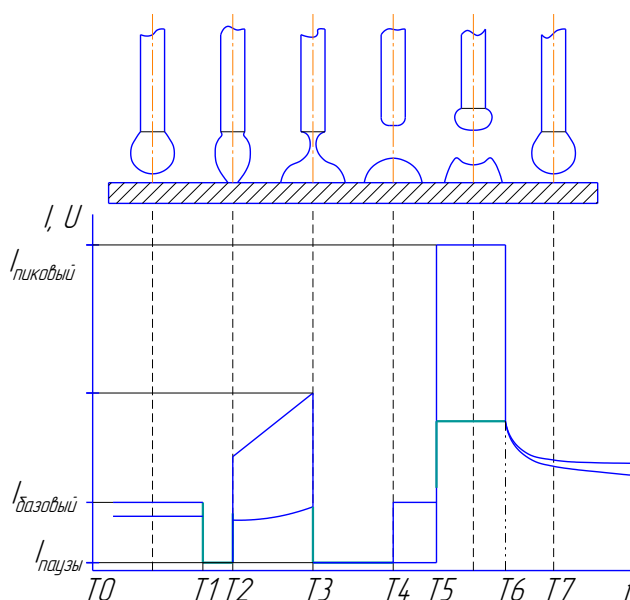 I, U
Iпиковый
Iбазовый
Iпаузы
T0 T1 T2 T3 T4 T5 T6 T7 t